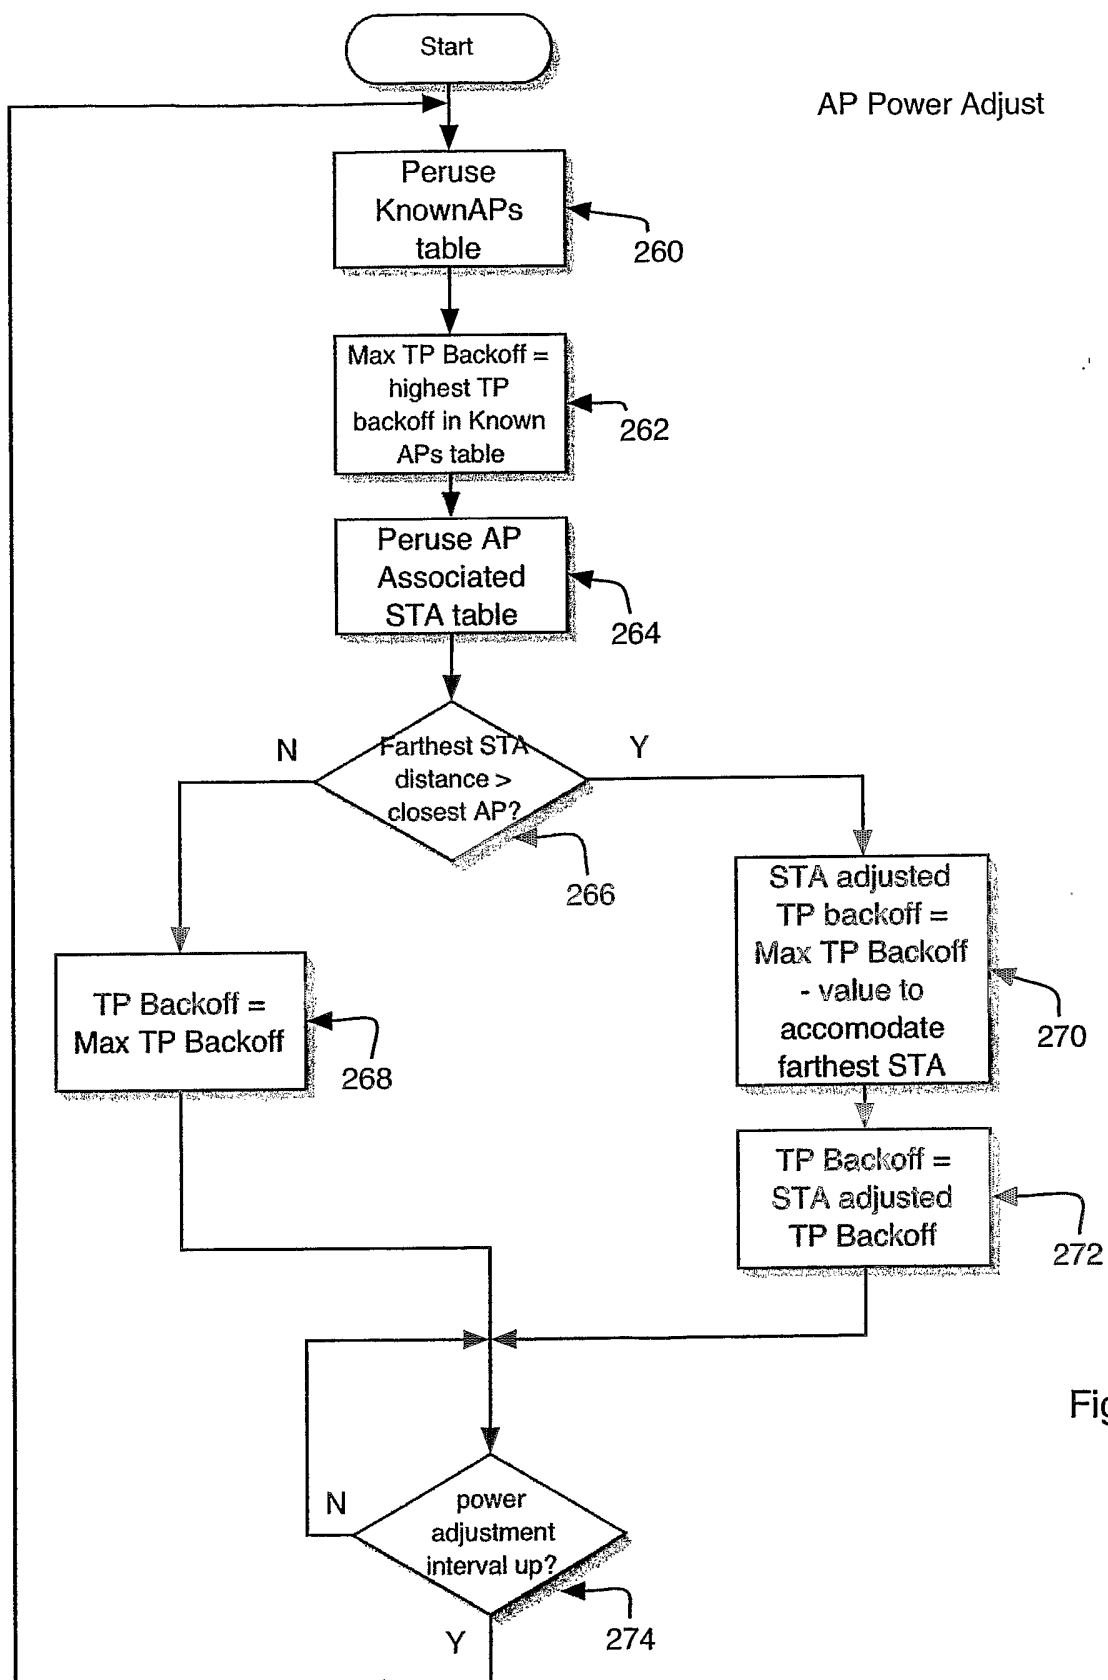 Start
AP Power Adjust
Peruse
KnownAPs
table
260
Max TP Backoff =
highest TP
backoff in Known
APs table
262
Peruse AP
Associated
STA table
264
N
Farthest STA
distance >
closest AP?
Y
266
STA adjusted
TP backoff =
Max TP Backoff
- value to
accomodate
farthest STA
270
TP Backoff =
Max TP Backoff
268
TP Backoff =
STA adjusted
TP Backoff
272
Fig
N
power
adjustment
interval up?
274
Y